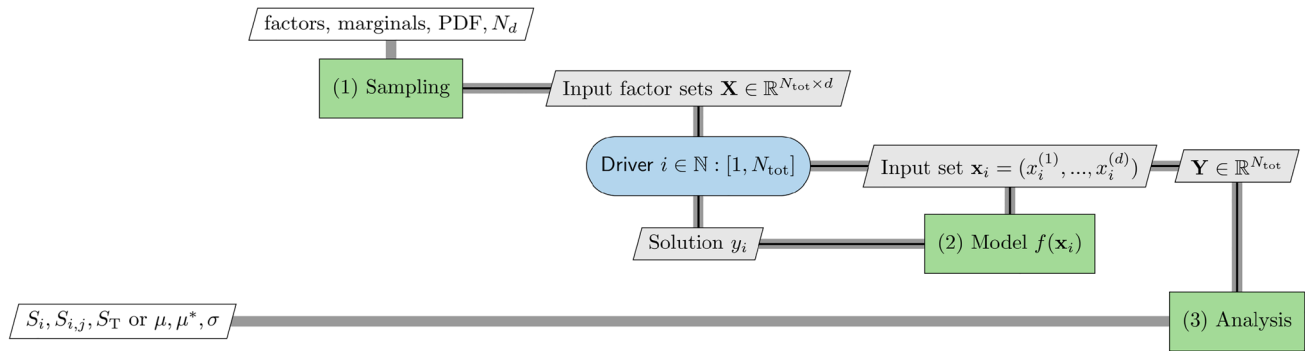 factors, marginals, PDF, N_d
(1) Sampling
Input factor sets X ∈ ℝ^{N_tot×d}
Driver i ∈ ℕ : [1, N_tot]
Input set x_i = (x_i^{(1)}, ..., x_i^{(d)})
Y ∈ ℝ^{N_tot}
Solution y_i
(2) Model f(x_i)
S_i, S_{i,j}, S_T or μ, μ*, σ
(3) Analysis